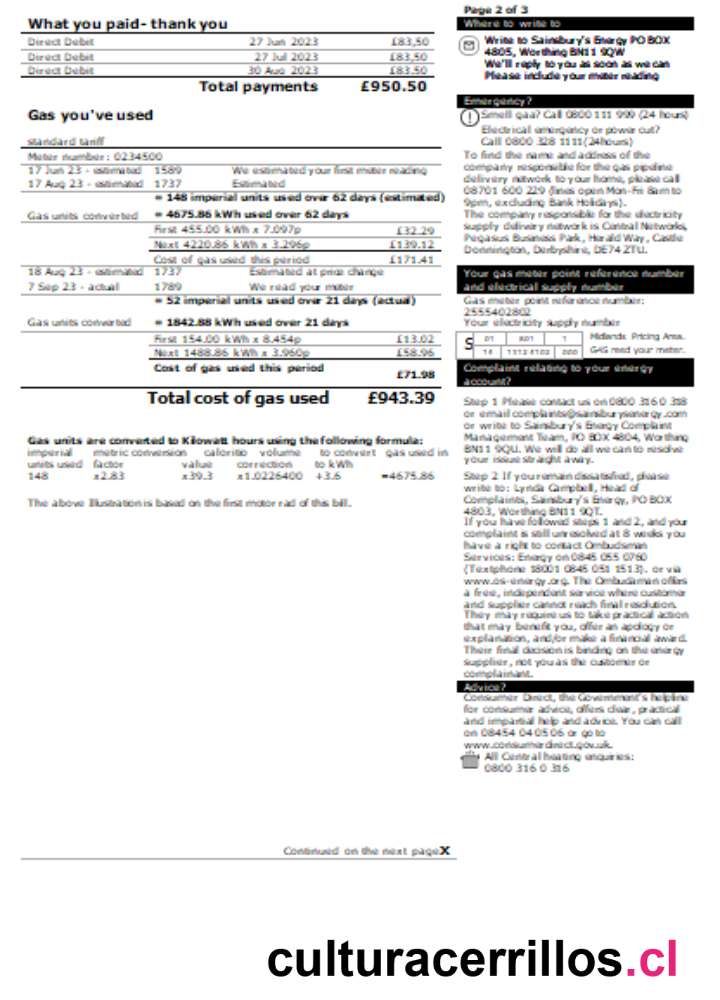 What you paid- thank you
Direct Debit 27 Jun 2023 £83,50
Direct Debit 27 Jul 2023 £83,50
Direct Debit 30 Aug 2023 £83.50
Total payments £950.50
Gas you've used
standard tariff
Meter number: 0234500
17 Jun 23 - estimated 1589 We estimated your first meter reading
17 Aug 23 - estimated 1737 Estimated
= 148 imperial units used over 62 days (estimated)
Gas units converted = 4675.86 kWh used over 62 days
First 455.00 kWh x 7.097p £32.29
Next 4220.86 kWh x 3.296p £139.12
Cost of gas used this period £171.41
18 Aug 23 - estimated 1737 Estimated at price change
7 Sep 23 - actual 1789 We read your meter
= 52 imperial units used over 21 days (actual)
Gas units converted = 1842.88 kWh used over 21 days
First 154.00 kWh x 8.454p £13.02
Next 1488.86 kWh x 3.960p £58.96
Cost of gas used this period £71.98
Total cost of gas used £943.39
Gas units are converted to Kilowatt hours using the following formula:
imperial metric conversion calorific volume to convert gas used in
units used factor value correction to kWh
148 x2.83 x39.3 x1.0226400 +3.6 =4675.86
The above Illustration is based on the first motor rad of this bill.
Continued on the next pageX
Page 2 of 3
Where to write to
Write to Sainsbury's Energy PO BOX
4805, Worthing BN11 9QW
We'll reply to you as soon as we can
Please include your meter reading
Emergency?
Smell gaa? Call 0800 111 999 (24 houn)
Electrical emergency or power cut?
Call 0800 328 1111(24hours)
To find the name and address of the
company responsible for the gas pipeline
delivery network to your home, please call
08701 600 229 (lines open Mon-Fri 8am to
9pm, excluding Bank Holidays).
The company responsible for the electricity
supply delivery network is Central Networks,
Pegasus Business Park, Herald Way, Castle
Donnington, Derbyshire, DE74 2TU.
Your gas meter point reference number
and electrical supply number
Gas meter point reference number:
2555402802
Your electricity supply number
S 01 801 1
14 000
Midlands Pricing Area.
G4S read your meter.
Complaint relating to your energy
account?
Step 1 Please contact us on 0800 316 0 318
or email complaints@sainsburysenergy.com
or write to Sainsbury's Energy Complaint
Management Team, PO BOX 4804, Worthing
BN11 9QU. We will do all we can to resolve
your issue straight away.
Step 2 If you remain dissatisfied, please
write to: Lynda Campbell, Head of
Complaints, Sainsbury's Energy, PO BOX
4803, Worthing BN11 9QT.
If you have followed steps 1 and 2, and your
complaint is still unresolved at 8 weeks you
have a right to contact Ombudsman
Services: Energy on 0845 055 0760
(Textphone 18001 0845 051 1513). or via
www.os-energy.org. The Ombudaman offers
a free, independent service where customer
and supplier cannot reach final resolution.
They may require us to take practical action
that may benefit you, offer an apology or
explanation, and/or make a financial award.
Their final decision is binding on the energy
supplier, not you as the customer or
complainant.
Advice?
Consumer Direct, the Government's helpline
for consumer advice, offers clear, practical
and impartial help and advice. You can call
on 08454 04 05 06 or go to
www.consumerdirect.gov.uk.
All Central heating enquiries:
0800 316 0 316
culturacerrillos.cl